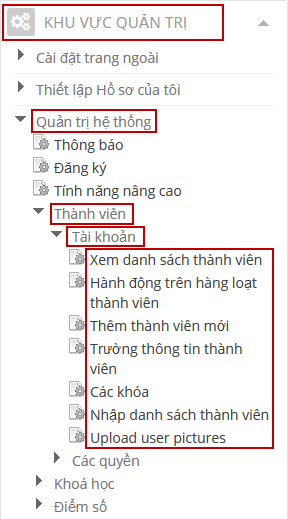 KHU VỰC QUẢN TRỊ
Cài đặt trang ngoài
Thiết lập Hồ sơ của tôi
Quản trị hệ thống
Thông báo
Đăng ký
Tính năng nâng cao
Thành viên
Tài khoản
Xem danh sách thành viên
Hành động trên hàng loạt
thành viên
Thêm thành viên mới
Trường thông tin thành
viên
Các khóa
Nhập danh sách thành viên
Upload user pictures
Các quyền
Khoá học
Điểm số